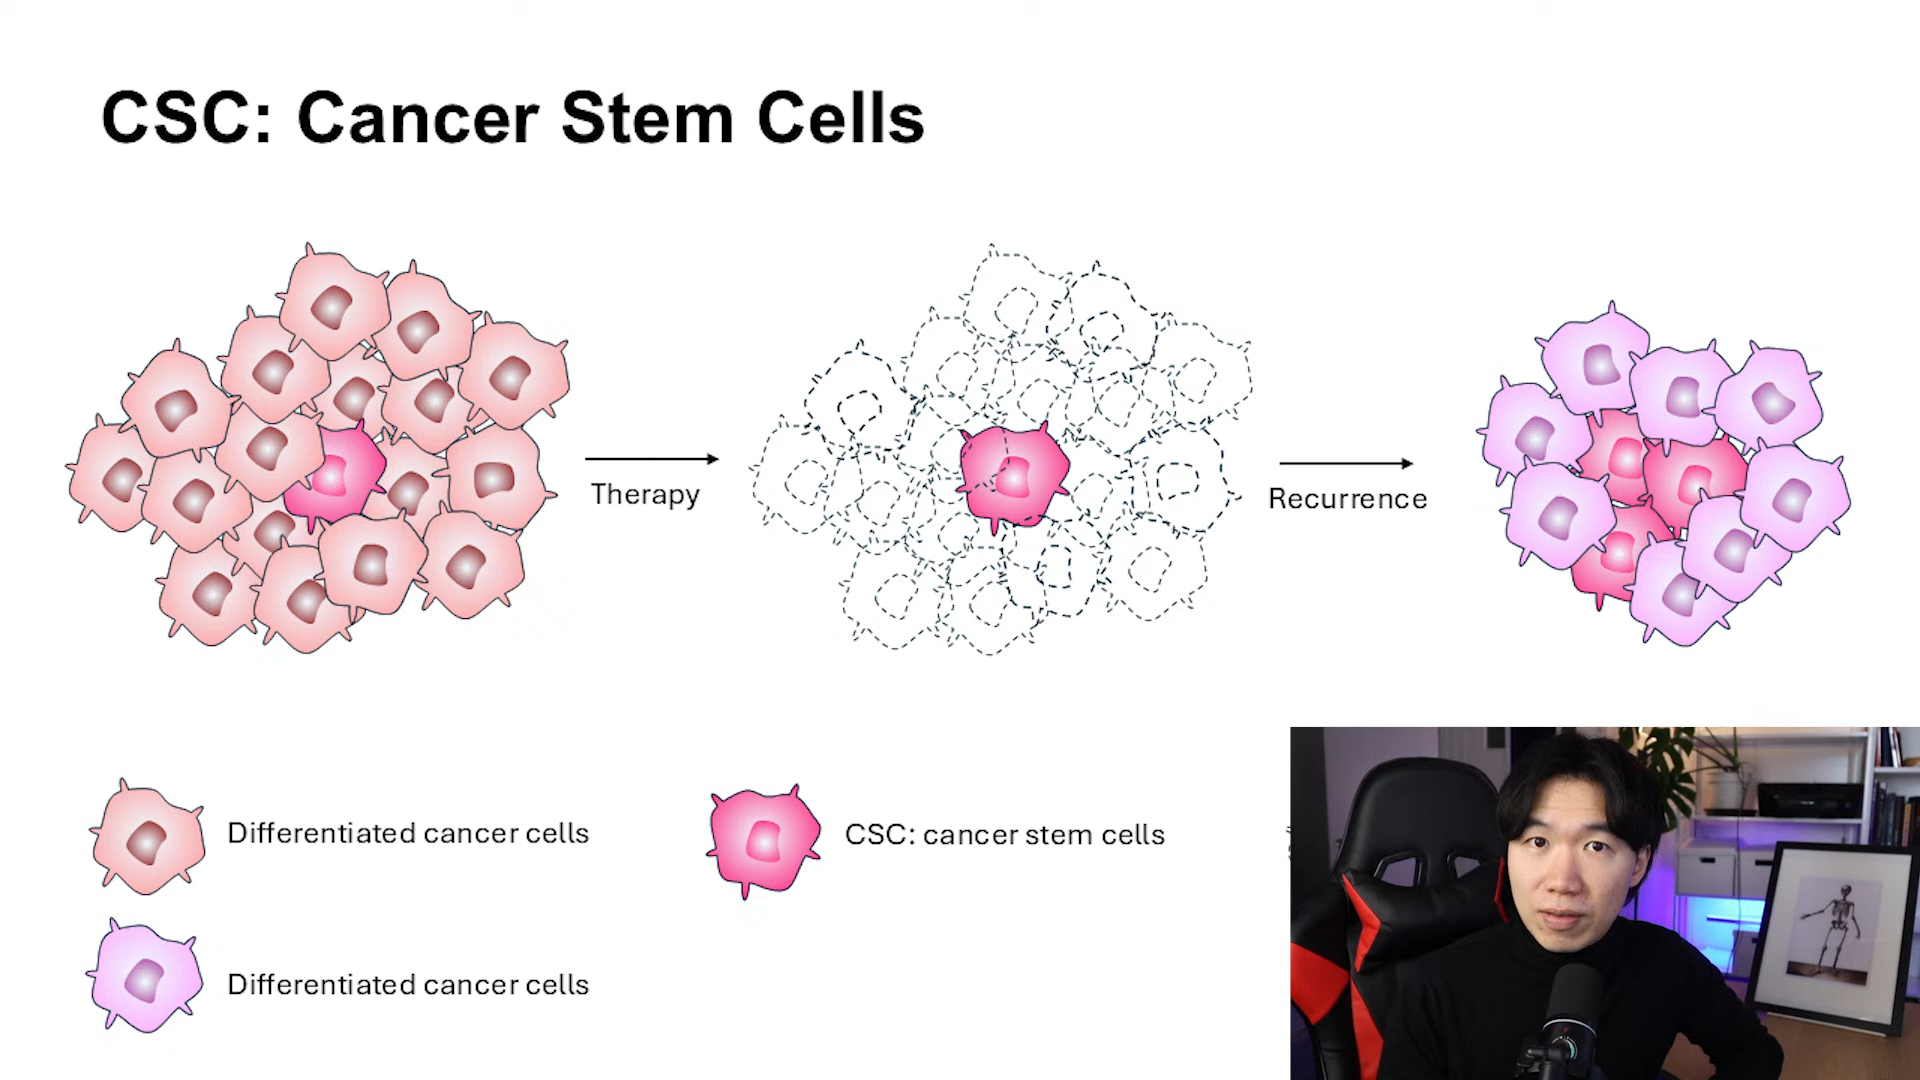 CSC: Cancer Stem Cells
Therapy
Recurrence
Differentiated cancer cells
CSC: cancer stem cells
Differentiated cancer cells